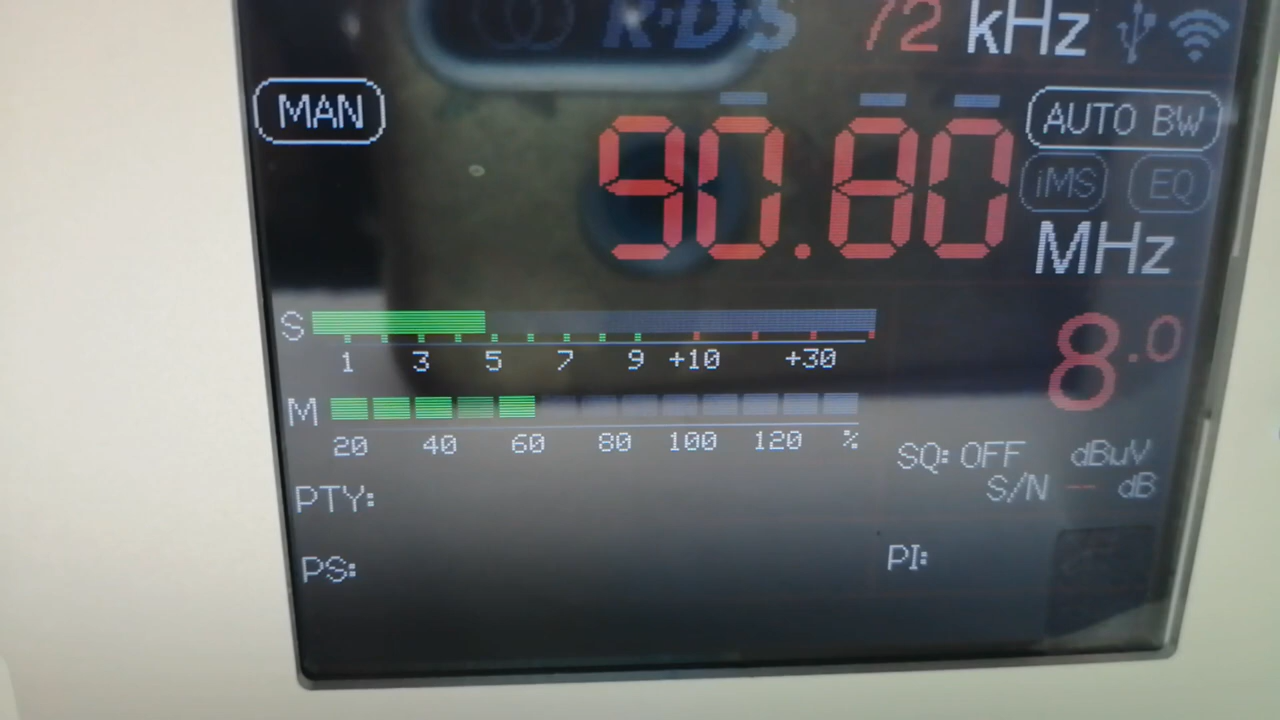 R·D·S 72 kHz
MAN
90.80 MHz
AUTO BW
iMS EQ
S
1 3 5 7 9 +10 +30
8.0
M
20 40 60 80 100 120 %
SQ: OFF dBuV
S/N -- dB
PTY:
PS:
PI: